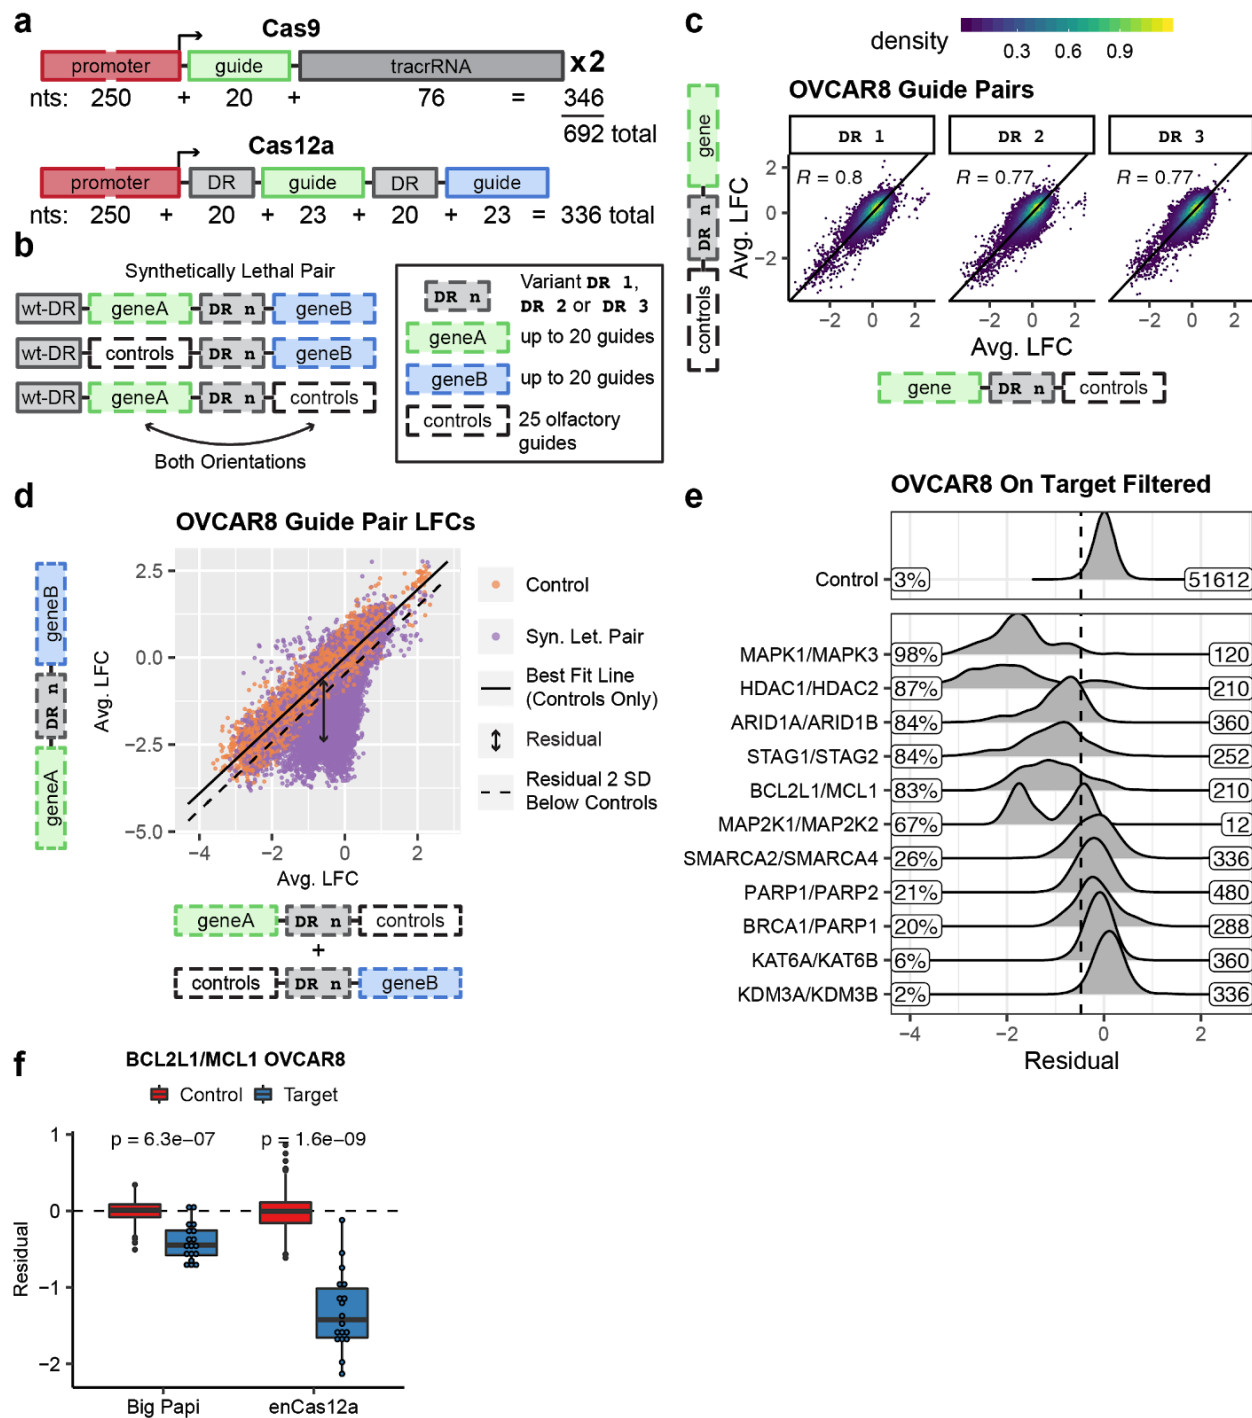 a
Cas9
promoter guide tracrRNA x2
nts: 250 + 20 + 76 = 346
692 total
Cas12a
promoter DR guide DR guide
nts: 250 + 20 + 23 + 20 + 23 = 336 total
b
Synthetically Lethal Pair
wt-DR geneA DR n geneB
wt-DR controls DR n geneB
wt-DR geneA DR n controls
Both Orientations
DR n Variant DR 1,
DR 2 or DR 3
geneA up to 20 guides
geneB up to 20 guides
controls 25 olfactory
guides
c
density
0.3 0.6 0.9
OVCAR8 Guide Pairs
DR 1 DR 2 DR 3
R = 0.8 R = 0.77 R = 0.77
2
0
−2
Avg. LFC
gene DR n controls
−2 0 2 −2 0 2 −2 0 2
Avg. LFC
gene DR n controls
d
OVCAR8 Guide Pair LFCs
geneB DR n geneA
Avg. LFC
2.5
0.0
−2.5
−5.0
−4 −2 0 2
Avg. LFC
Control
Syn. Let. Pair
Best Fit Line
(Controls Only)
Residual
Residual 2 SD
Below Controls
geneA DR n controls
+
controls DR n geneB
e
OVCAR8 On Target Filtered
Control 3% 51612
MAPK1/MAPK3 98% 120
HDAC1/HDAC2 87% 210
ARID1A/ARID1B 84% 360
STAG1/STAG2 84% 252
BCL2L1/MCL1 83% 210
MAP2K1/MAP2K2 67% 12
SMARCA2/SMARCA4 26% 336
PARP1/PARP2 21% 480
BRCA1/PARP1 20% 288
KAT6A/KAT6B 6% 360
KDM3A/KDM3B 2% 336
−4 −2 0 2
Residual
f
BCL2L1/MCL1 OVCAR8
Control Target
p = 6.3e−07 p = 1.6e−09
Residual
1
0
−1
−2
Big Papi enCas12a